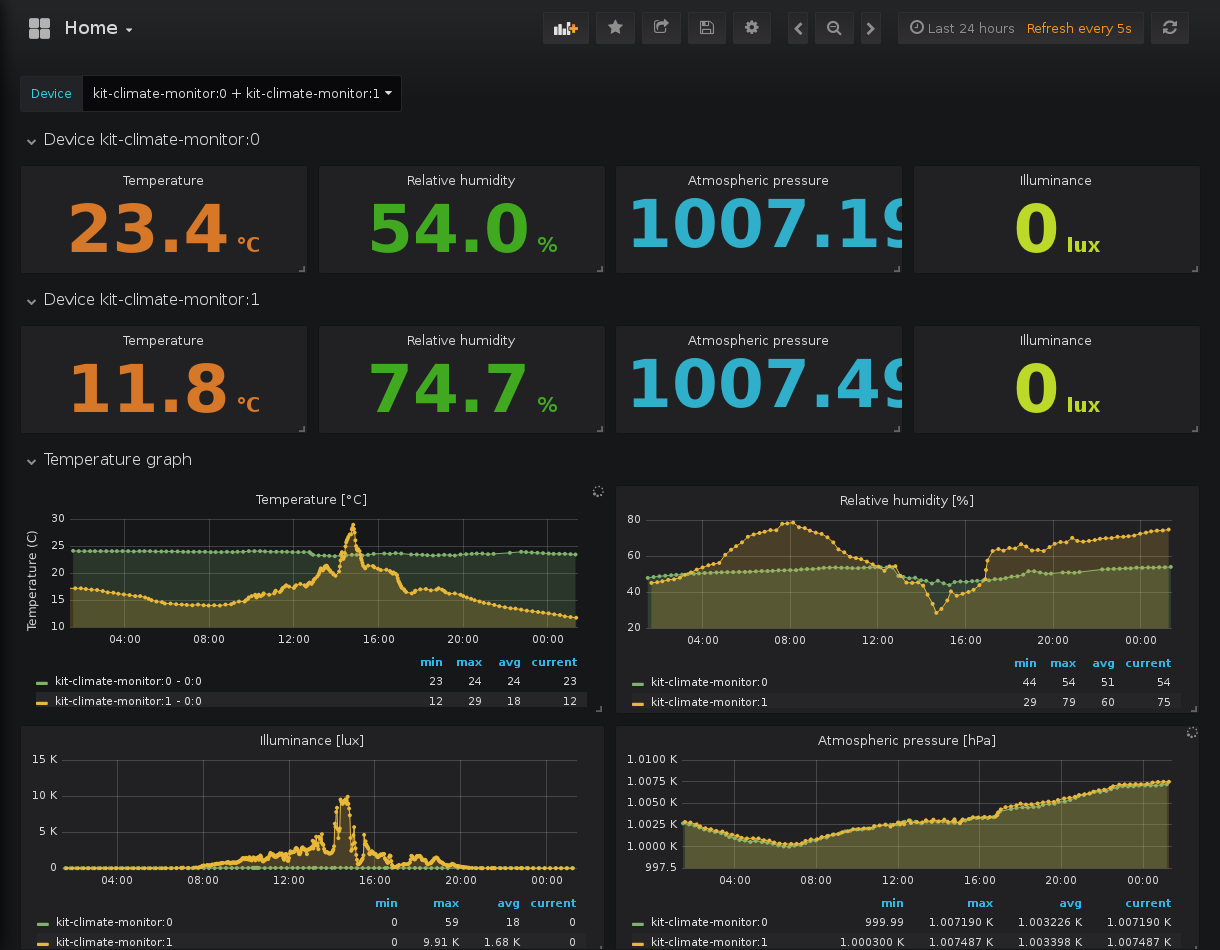 Home
Last 24 hours Refresh every 5s
Device kit-climate-monitor:0 + kit-climate-monitor:1
Device kit-climate-monitor:0
Temperature Relative humidity Atmospheric pressure Illuminance
23.4 °C 54.0 % 1007.19 0 lux
Device kit-climate-monitor:1
Temperature Relative humidity Atmospheric pressure Illuminance
11.8 °C 74.7 % 1007.49 0 lux
Temperature graph
Temperature [°C]
Temperature (C)
30
25
20
15
10
04:00 08:00 12:00 16:00 20:00 00:00
min max avg current
kit-climate-monitor:0 - 0:0 23 24 24 23
kit-climate-monitor:1 - 0:0 12 29 18 12
Relative humidity [%]
80
60
40
20
04:00 08:00 12:00 16:00 20:00 00:00
min max avg current
kit-climate-monitor:0 44 54 51 54
kit-climate-monitor:1 29 79 60 75
Illuminance [lux]
15 K
10 K
5 K
0
04:00 08:00 12:00 16:00 20:00 00:00
min max avg current
kit-climate-monitor:0 0 59 18 0
kit-climate-monitor:1 0 9.91 K 1.68 K 0
Atmospheric pressure [hPa]
1.0100 K
1.0075 K
1.0050 K
1.0025 K
1.0000 K
997.5
04:00 08:00 12:00 16:00 20:00 00:00
min max avg current
kit-climate-monitor:0 999.99 1.007190 K 1.003226 K 1.007190 K
kit-climate-monitor:1 1.000300 K 1.007487 K 1.003398 K 1.007487 K